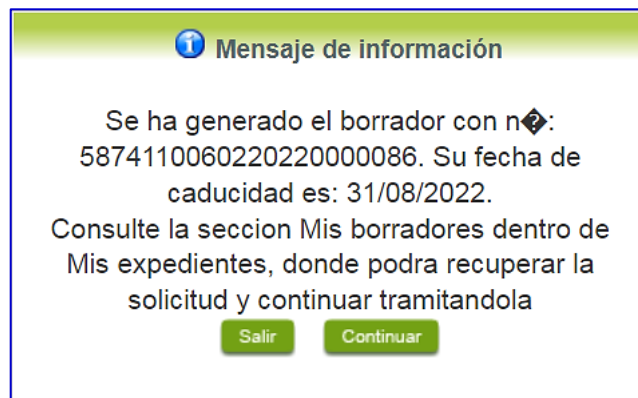 Mensaje de información
Se ha generado el borrador con n�:
5874110060220220000086. Su fecha de
caducidad es: 31/08/2022.
Consulte la seccion Mis borradores dentro de
Mis expedientes, donde podra recuperar la
solicitud y continuar tramitandola
Salir Continuar